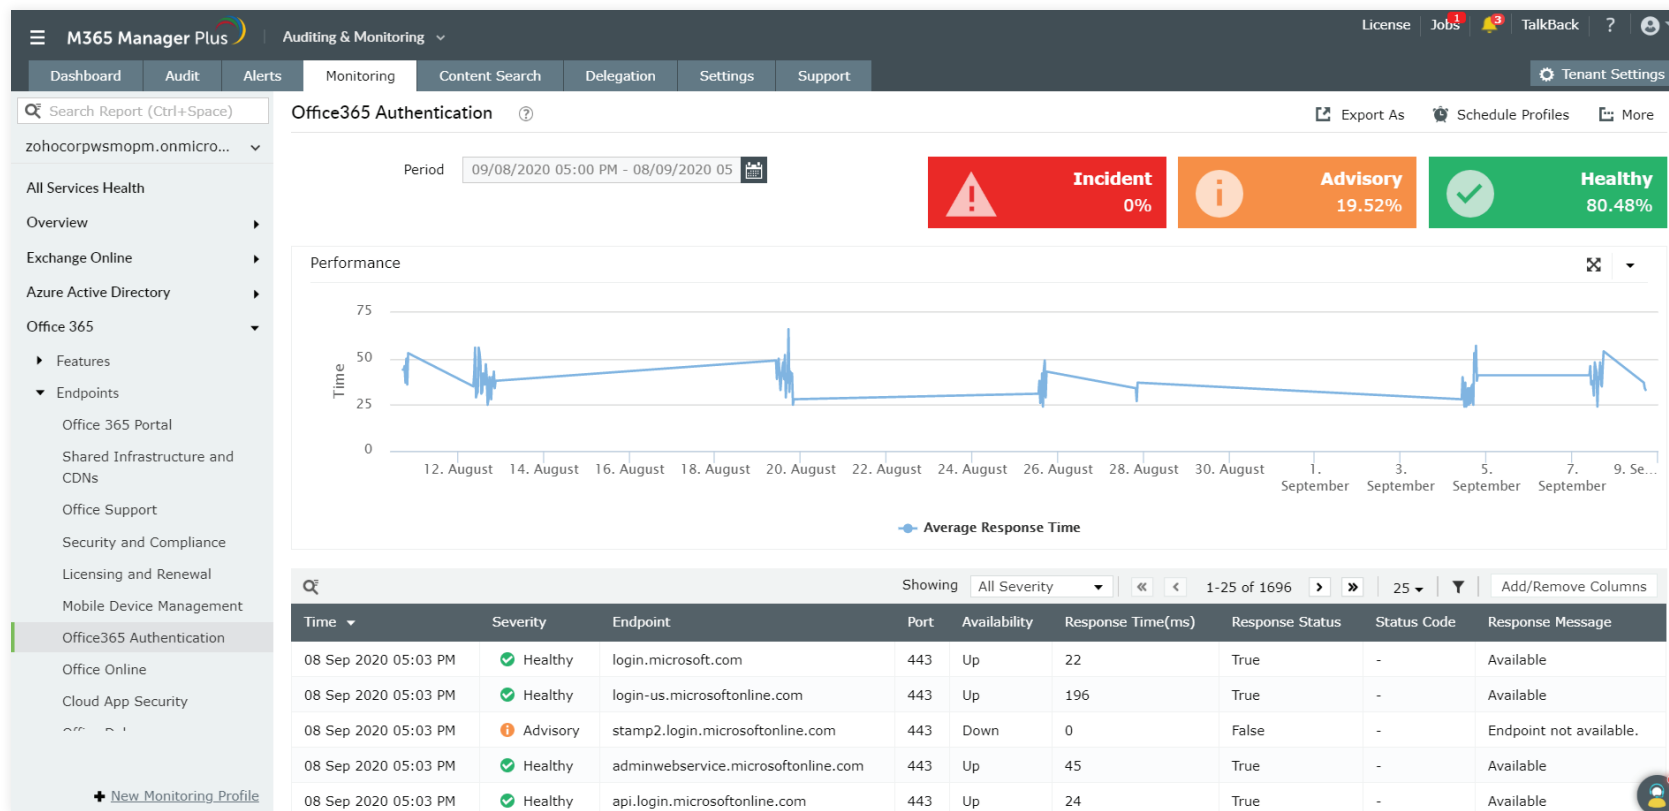 M365 Manager Plus
Auditing & Monitoring
License
Jobs
1
3
TalkBack
?
Dashboard
Audit
Alerts
Monitoring
Content Search
Delegation
Settings
Support
Tenant Settings
Search Report (Ctrl+Space)
zohocorpwsmopm.onmicro...
All Services Health
Overview
Exchange Online
Azure Active Directory
Office 365
Features
Endpoints
Office 365 Portal
Shared Infrastructure and
CDNs
Office Support
Security and Compliance
Licensing and Renewal
Mobile Device Management
Office365 Authentication
Office Online
Cloud App Security
New Monitoring Profile
Office365 Authentication
?
Export As
Schedule Profiles
More
Period
09/08/2020 05:00 PM - 08/09/2020 05
Incident
0%
Advisory
19.52%
Healthy
80.48%
Performance
Time
75
50
25
0
12. August 14. August 16. August 18. August 20. August 22. August 24. August 26. August 28. August 30. August 1. September 3. September 5. September 7. September 9. Se...
Average Response Time
Showing All Severity 1-25 of 1696 25 Add/Remove Columns
Time Severity Endpoint Port Availability Response Time(ms) Response Status Status Code Response Message
08 Sep 2020 05:03 PM Healthy login.microsoft.com 443 Up 22 True - Available
08 Sep 2020 05:03 PM Healthy login-us.microsoftonline.com 443 Up 196 True - Available
08 Sep 2020 05:03 PM Advisory stamp2.login.microsoftonline.com 443 Down 0 False - Endpoint not available.
08 Sep 2020 05:03 PM Healthy adminwebservice.microsoftonline.com 443 Up 45 True - Available
08 Sep 2020 05:03 PM Healthy api.login.microsoftonline.com 443 Up 24 True - Available